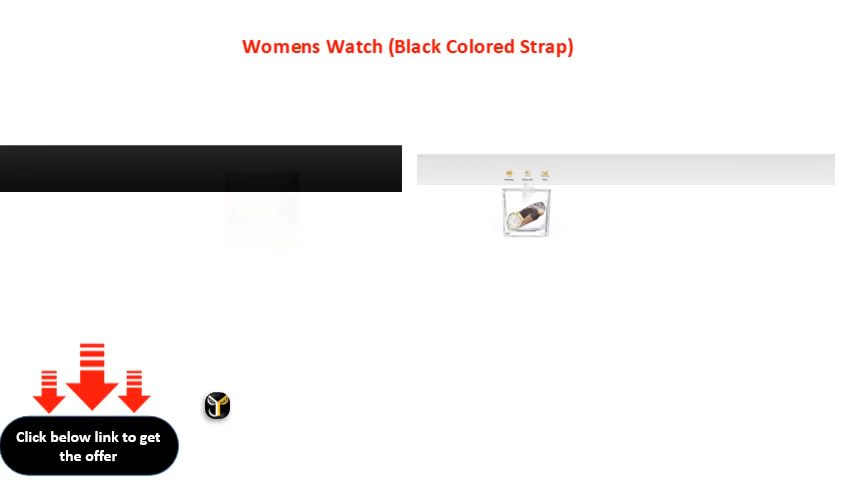 Womens Watch (Black Colored Strap)
Click below link to get
the offer